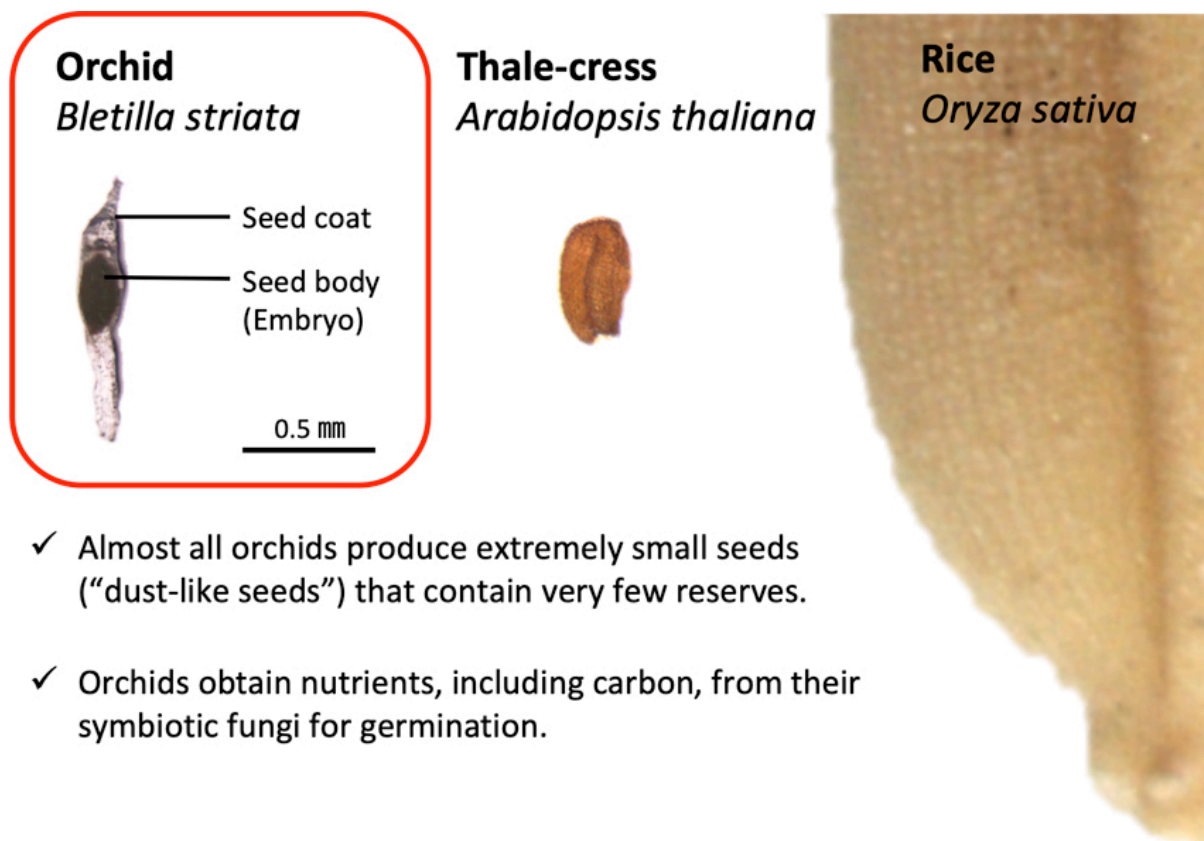 Orchid
Bletilla striata
Seed coat
Seed body
(Embryo)
0.5 ㎜
Thale-cress
Arabidopsis thaliana
Rice
Oryza sativa
✓ Almost all orchids produce extremely small seeds
(“dust-like seeds”) that contain very few reserves.
✓ Orchids obtain nutrients, including carbon, from their
symbiotic fungi for germination.